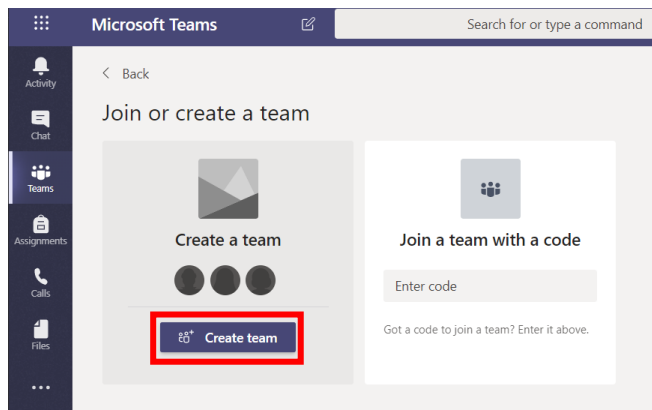 Microsoft Teams
Search for or type a command
Activity
Chat
Teams
Assignments
Calls
Files
Back
Join or create a team
Create a team
Create team
Join a team with a code
Enter code
Got a code to join a team? Enter it above.